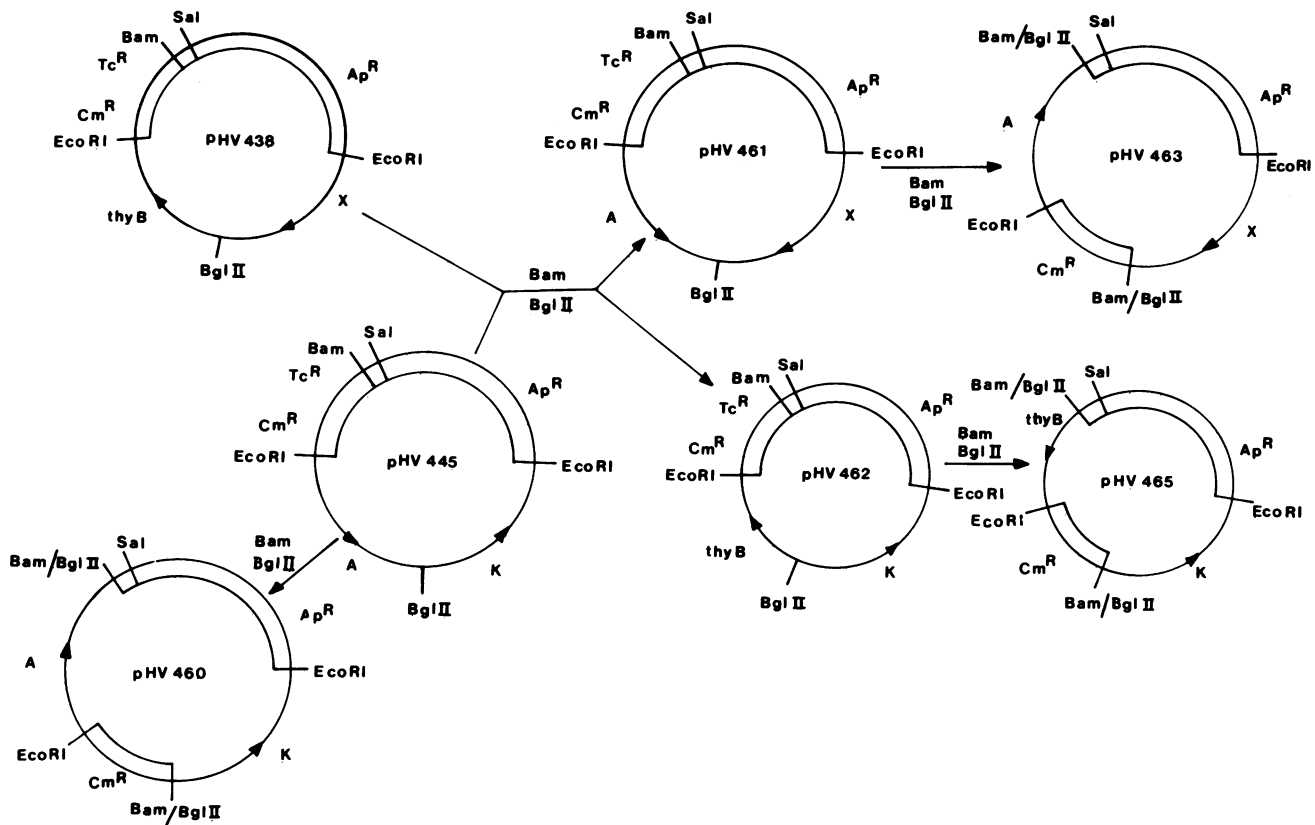 Sal
Bam
Tc^R
Ap^R
Cm^R
EcoRI
pHV 438
EcoRI
X
thyB
Bgl II
Sal
Bam
Tc^R
Ap^R
Cm^R
EcoRI
pHV 461
EcoRI
A
X
Bgl II
Bam
Bgl II
Sal
Bam/Bgl II
Ap^R
A
pHV 463
EcoRI
EcoRI
X
Cm^R
Bam/Bgl II
Bam
Bgl II
Sal
Bam
Tc^R
Ap^R
Cm^R
EcoRI
pHV 445
EcoRI
A
K
Bgl II
Bam
Bgl II
Sal
Bam
Tc^R
Ap^R
Cm^R
EcoRI
pHV 462
EcoRI
thyB
K
Bgl II
Bam
Bgl II
Sal
Bam/Bgl II
thyB
Ap^R
pHV 465
EcoRI
EcoRI
Cm^R
K
Bam/Bgl II
Sal
Bam/Bgl II
Ap^R
A
pHV 460
EcoRI
EcoRI
K
Cm^R
Bam/Bgl II